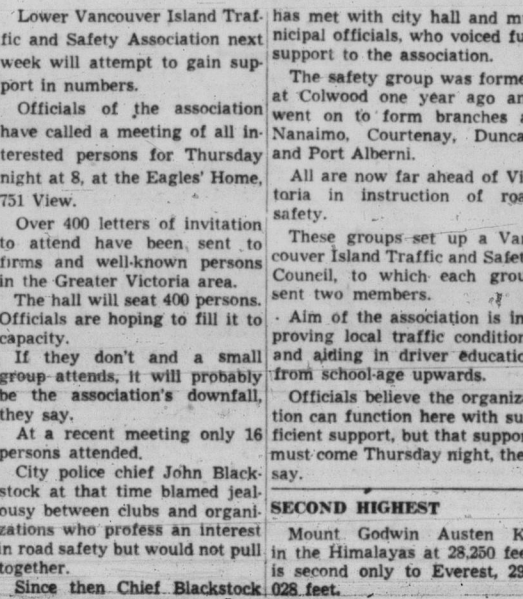 Lower Vancouver Island Traf-
fic and Safety Association next
week will attempt to gain sup-
port in numbers.
Officials of the association
have called a meeting of all in-
terested persons for Thursday
night at 8, at the Eagles' Home,
751 View.
Over 400 letters of invitation
to attend have been sent to
firms and well-known persons
in the Greater Victoria area.
The hall will seat 400 persons.
Officials are hoping to fill it to
capacity.
If they don't and a small
group attends, it will probably
be the association's downfall,
they say.
At a recent meeting only 16
persons attended.
City police chief John Black-
stock at that time blamed jeal-
ousy between clubs and organi-
zations who profess an interest
in road safety but would not pull
together.
Since then Chief Blackstock
has met with city hall and m
nicipal officials, who voiced fu
support to the association.
The safety group was forme
at Colwood one year ago an
went on to form branches a
Nanaimo, Courtenay, Dunca
and Port Alberni.
All are now far ahead of Vi
toria in instruction of roa
safety.
These groups set up a Van
couver Island Traffic and Safet
Council, to which each grou
sent two members.
Aim of the association is im
proving local traffic condition
and aiding in driver educatio
from school-age upwards.
Officials believe the organiza
tion can function here with su
ficient support, but that suppor
must come Thursday night, the
say.
SECOND HIGHEST
Mount Godwin Austen K
in the Himalayas at 28,250 fee
is second only to Everest, 29
028 feet.